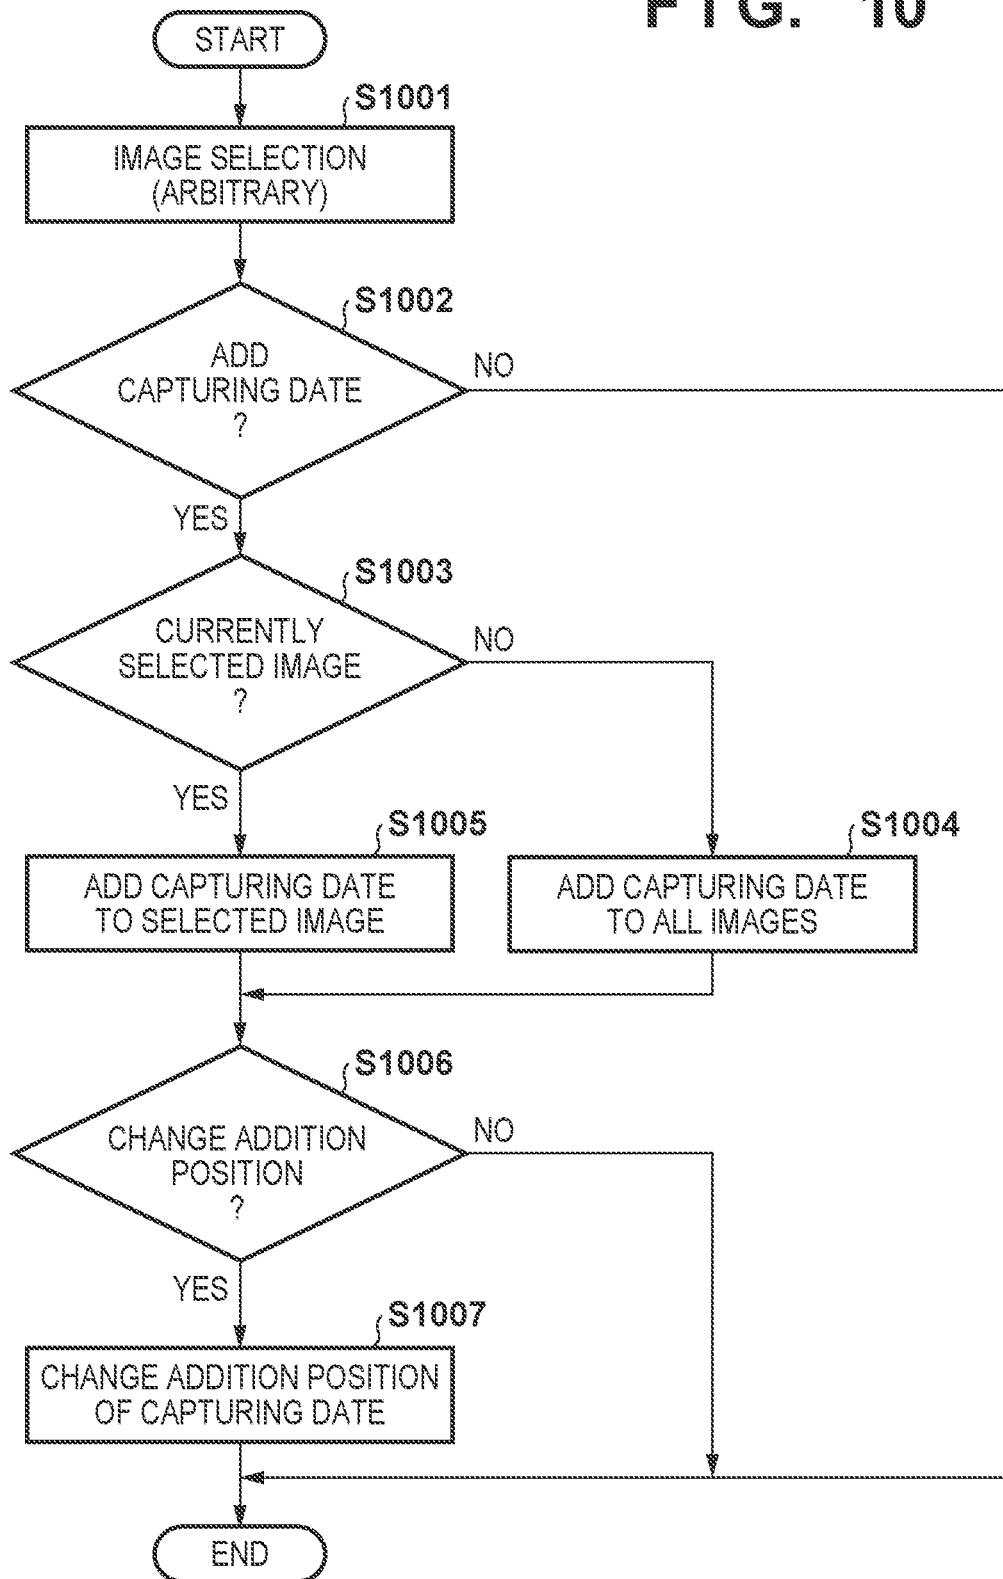 FIG. 10
START
S1001
IMAGE SELECTION
(ARBITRARY)
S1002
ADD
CAPTURING DATE
?
NO
YES
S1003
CURRENTLY
SELECTED IMAGE
?
NO
YES
S1005
ADD CAPTURING DATE
TO SELECTED IMAGE
S1004
ADD CAPTURING DATE
TO ALL IMAGES
S1006
CHANGE ADDITION
POSITION
?
NO
YES
S1007
CHANGE ADDITION POSITION
OF CAPTURING DATE
END